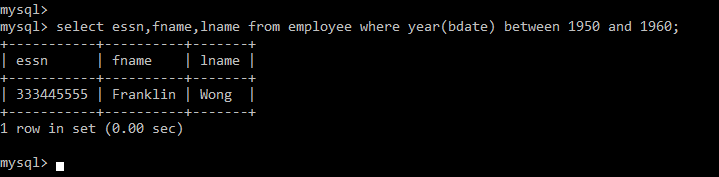 mysql>
mysql> select essn,fname,lname from employee where year(bdate) between 1950 and 1960;
+-----------+----------+-------+
| essn      | fname    | lname |
+-----------+----------+-------+
| 333445555 | Franklin | Wong  |
+-----------+----------+-------+
1 row in set (0.00 sec)
mysql>